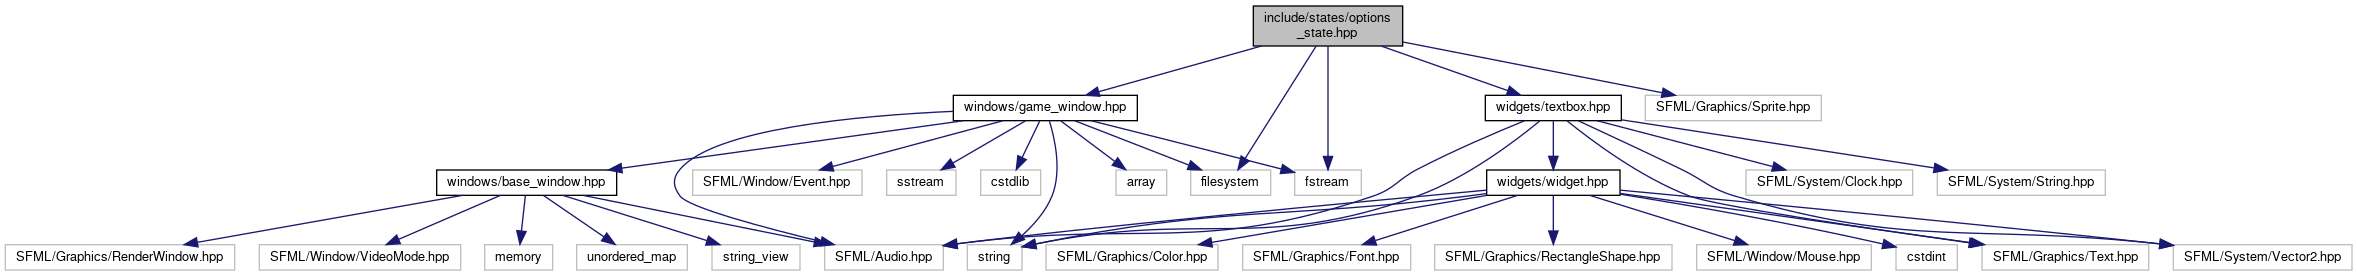 include/states/options
_state.hpp
windows/game_window.hpp
widgets/textbox.hpp
SFML/Graphics/Sprite.hpp
windows/base_window.hpp
SFML/Window/Event.hpp
sstream
cstdlib
array
filesystem
fstream
widgets/widget.hpp
SFML/System/Clock.hpp
SFML/System/String.hpp
SFML/Graphics/RenderWindow.hpp
SFML/Window/VideoMode.hpp
memory
unordered_map
string_view
SFML/Audio.hpp
string
SFML/Graphics/Color.hpp
SFML/Graphics/Font.hpp
SFML/Graphics/RectangleShape.hpp
SFML/Window/Mouse.hpp
cstdint
SFML/Graphics/Text.hpp
SFML/System/Vector2.hpp